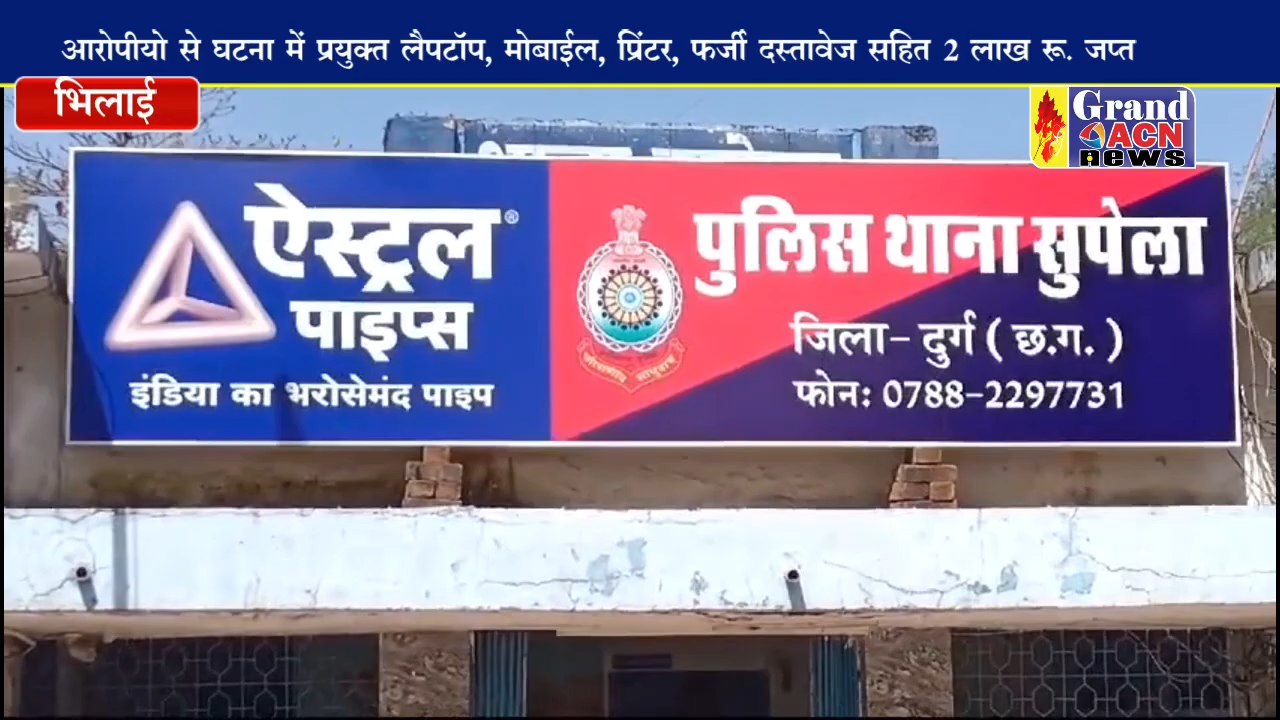 आरोपीयो से घटना में प्रयुक्त लैपटॉप, मोबाईल, प्रिंटर, फर्जी दस्तावेज सहित 2 लाख रू. जप्त
भिलाई
Grand
ACN
news
ऐस्ट्रल®
पाइप्स
इंडिया का भरोसेमंद पाइप
पुलिस थाना सुपेला
जिला- दुर्ग ( छ.ग. )
फोन: 0788-2297731